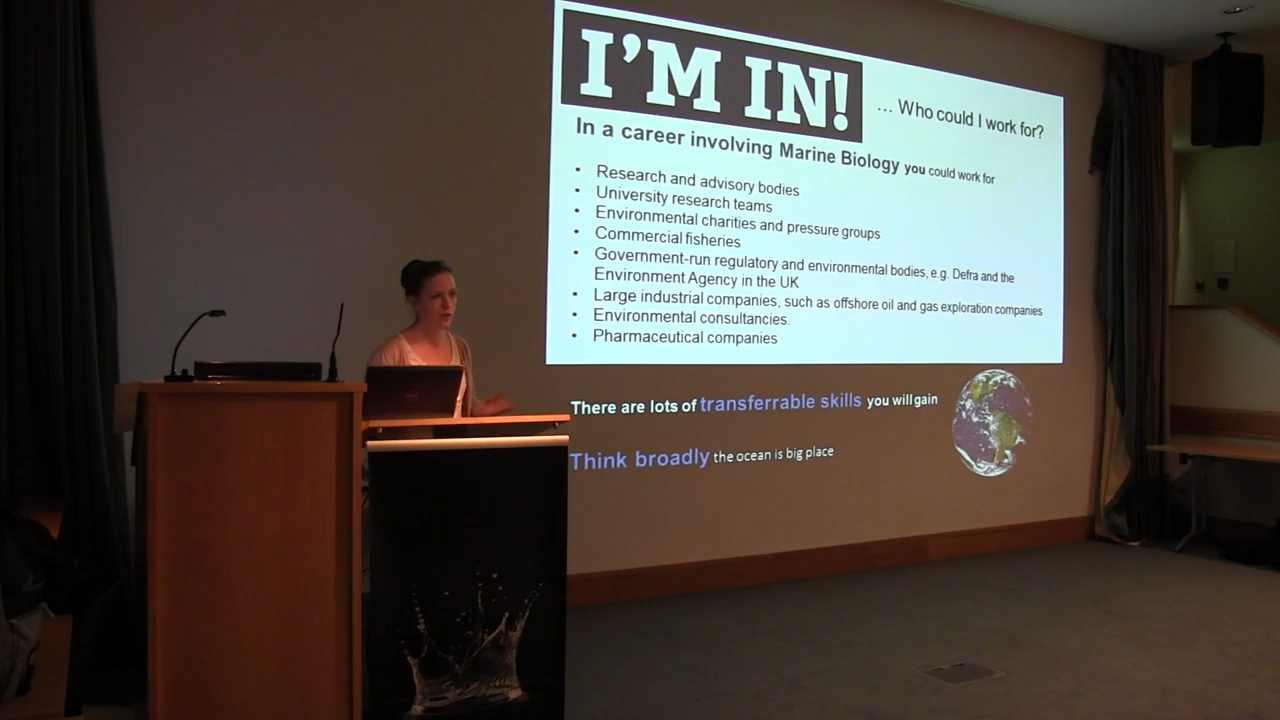 I'M IN!
... Who could I work for?
In a career involving Marine Biology you could work for
• Research and advisory bodies
• University research teams
• Environmental charities and pressure groups
• Commercial fisheries
• Government-run regulatory and environmental bodies, e.g. Defra and the
Environment Agency in the UK
• Large industrial companies, such as offshore oil and gas exploration companies
• Environmental consultancies.
• Pharmaceutical companies
There are lots of transferrable skills you will gain
Think broadly the ocean is big place